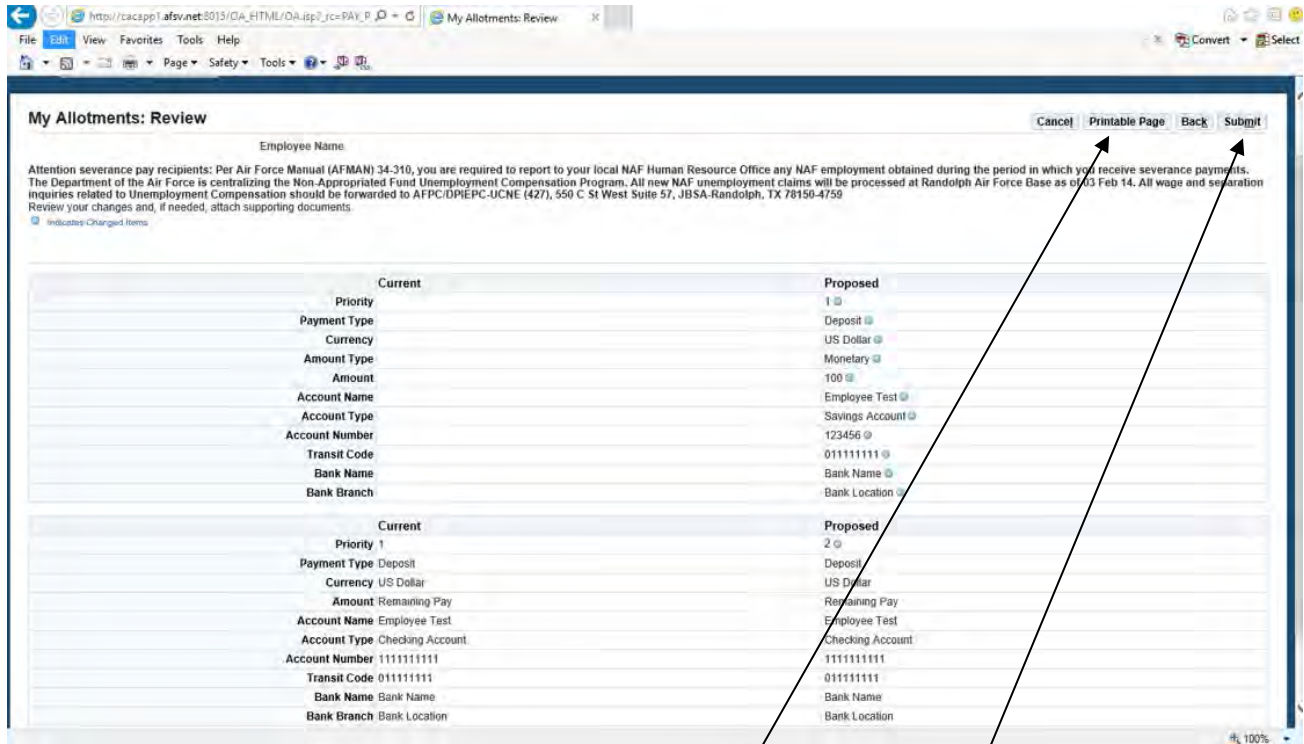 http://cacapp1.afsv.net:8015/OA_HTML/OA.jsp?_rc=PAY_P
My Allotments: Review
File Edit View Favorites Tools Help
Convert Select
Page Safety Tools
My Allotments: Review
Cancel Printable Page Back Submit
Employee Name
Attention severance pay recipients: Per Air Force Manual (AFMAN) 34-310, you are required to report to your local NAF Human Resource Office any NAF employment obtained during the period in which you receive severance payments.
The Department of the Air Force is centralizing the Non-Appropriated Fund Unemployment Compensation Program. All new NAF unemployment claims will be processed at Randolph Air Force Base as of 03 Feb 14. All wage and separation
inquiries related to Unemployment Compensation should be forwarded to AFPC/DPIEPC-UCNE (427), 550 C St West Suite 57, JBSA-Randolph, TX 78150-4759
Review your changes and, if needed, attach supporting documents.
Indicates Changed Items
Current Proposed
Priority 1
Payment Type Deposit
Currency US Dollar
Amount Type Monetary
Amount 100
Account Name Employee Test
Account Type Savings Account
Account Number 123456
Transit Code 011111111
Bank Name Bank Name
Bank Branch Bank Location
Current Proposed
Priority 1 2
Payment Type Deposit Deposit
Currency US Dollar US Dollar
Amount Remaining Pay Remaining Pay
Account Name Employee Test Employee Test
Account Type Checking Account Checking Account
Account Number 1111111111 1111111111
Transit Code 011111111 011111111
Bank Name Bank Name Bank Name
Bank Branch Bank Location Bank Location
100%